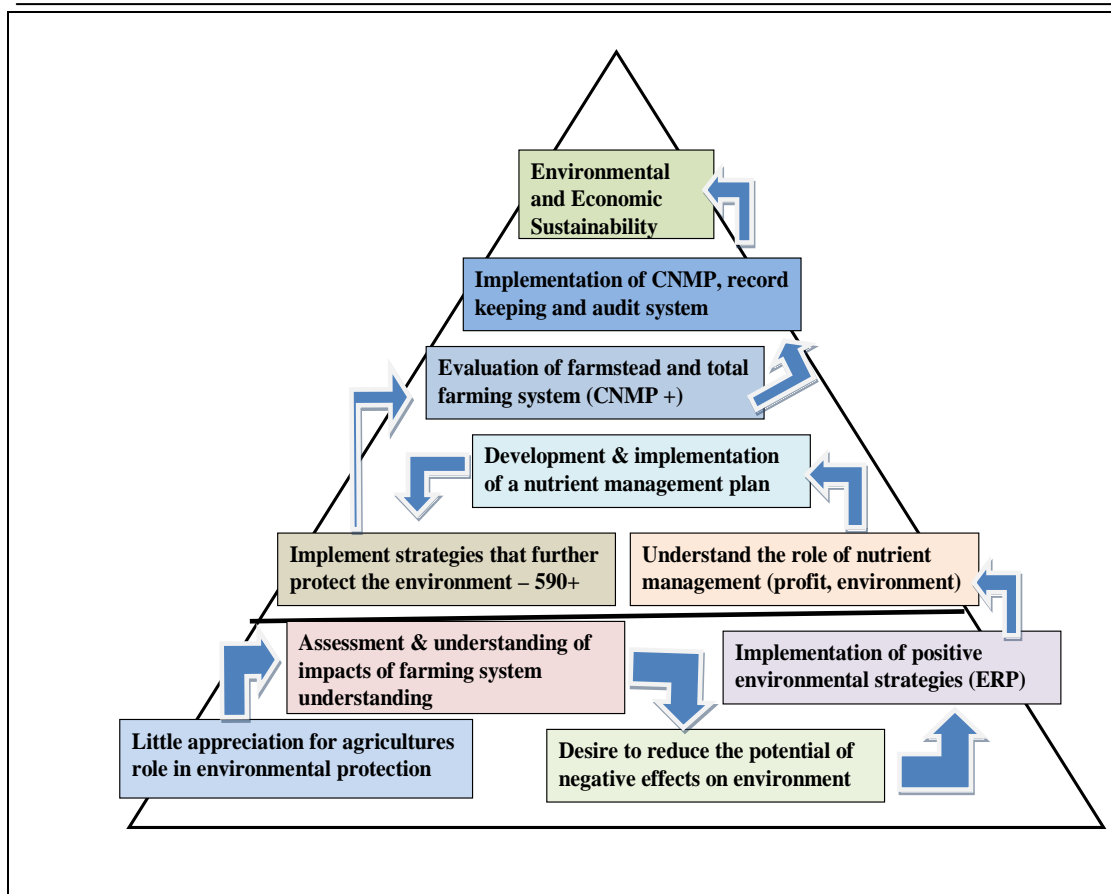 Environmental
and Economic
Sustainability
Implementation of CNMP, record
keeping and audit system
Evaluation of farmstead and total
farming system (CNMP +)
Development & implementation
of a nutrient management plan
Implement strategies that further
protect the environment – 590+
Understand the role of nutrient
management (profit, environment)
Assessment & understanding of
impacts of farming system
understanding
Implementation of positive
environmental strategies (ERP)
Little appreciation for agricultures
role in environmental protection
Desire to reduce the potential of
negative effects on environment